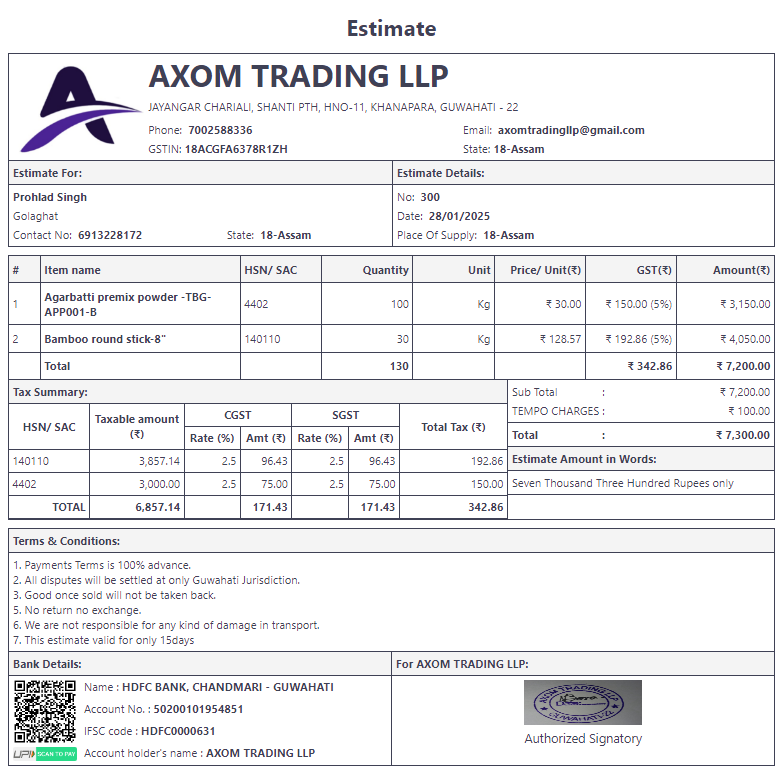 Estimate
AXOM TRADING LLP
JAYANGAR CHARIALI, SHANTI PTH, HNO-11, KHANAPARA, GUWAHATI - 22
Phone: 7002588336 Email: axomtradingllp@gmail.com
GSTIN: 18ACGFA6378R1ZH State: 18-Assam
Estimate For: Estimate Details:
Prohlad Singh No: 300
Golaghat Date: 28/01/2025
Contact No: 6913228172 State: 18-Assam Place Of Supply: 18-Assam
# Item name HSN/ SAC Quantity Unit Price/ Unit(₹) GST(₹) Amount(₹)
1 Agarbatti premix powder -TBG-APP001-B 4402 100 Kg ₹ 30.00 ₹ 150.00 (5%) ₹ 3,150.00
2 Bamboo round stick-8" 140110 30 Kg ₹ 128.57 ₹ 192.86 (5%) ₹ 4,050.00
Total 130 ₹ 342.86 ₹ 7,200.00
Tax Summary:
HSN/ SAC Taxable amount (₹) CGST SGST Total Tax (₹)
Rate (%) Amt (₹) Rate (%) Amt (₹)
140110 3,857.14 2.5 96.43 2.5 96.43 192.86
4402 3,000.00 2.5 75.00 2.5 75.00 150.00
TOTAL 6,857.14 171.43 171.43 342.86
Sub Total : ₹ 7,200.00
TEMPO CHARGES : ₹ 100.00
Total : ₹ 7,300.00
Estimate Amount in Words:
Seven Thousand Three Hundred Rupees only
Terms & Conditions:
1. Payments Terms is 100% advance.
2. All disputes will be settled at only Guwahati Jurisdiction.
3. Good once sold will not be taken back.
5. No return no exchange.
6. We are not responsible for any kind of damage in transport.
7. This estimate valid for only 15days
Bank Details: For AXOM TRADING LLP:
Name : HDFC BANK, CHANDMARI - GUWAHATI
Account No. : 50200101954851
IFSC code : HDFC0000631
Account holder's name : AXOM TRADING LLP
UPI SCAN TO PAY
AXOM TRADING LLP
Authorized Signatory